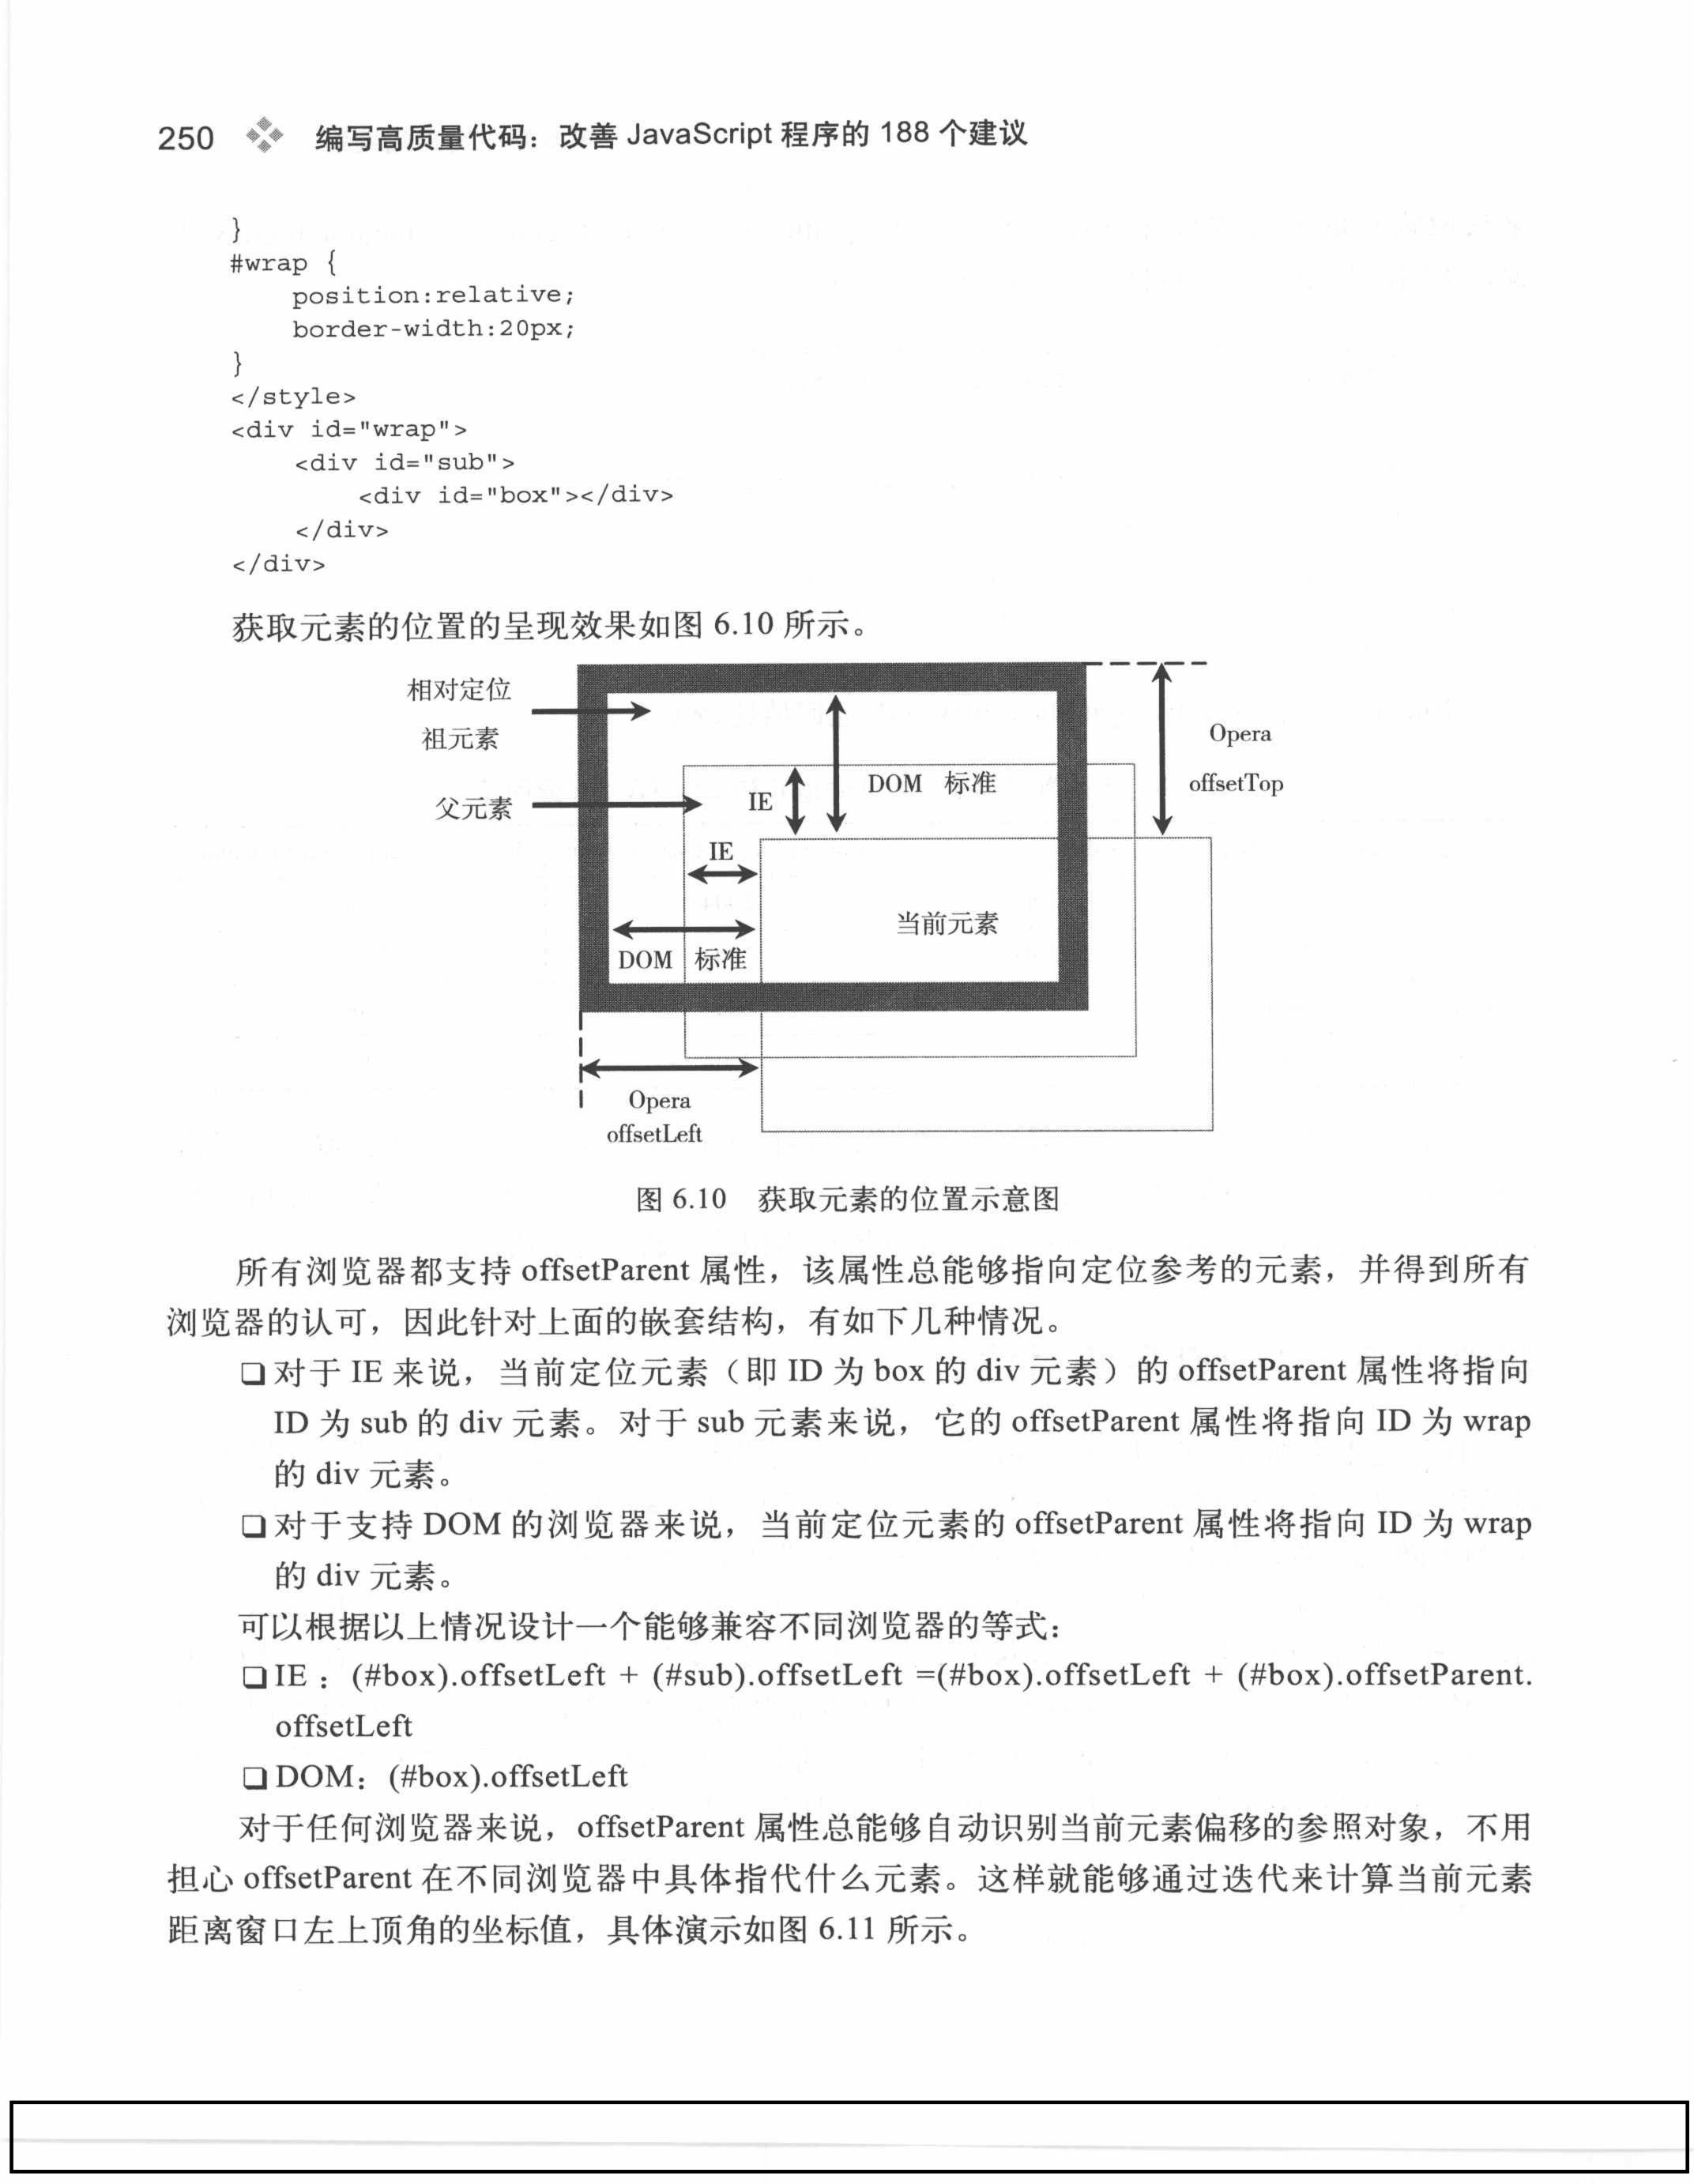 250 编写高质量代码：改善 JavaScript 程序的 188 个建议
}
#wrap {
    position:relative;
    border-width:20px;
}
</style>
<div id="wrap">
    <div id="sub">
        <div id="box"></div>
    </div>
</div>
获取元素的位置的呈现效果如图 6.10 所示。
相对定位
祖元素
父元素
IE
DOM 标准
IE
当前元素
DOM 标准
Opera
offsetTop
Opera
offsetLeft
图 6.10 获取元素的位置示意图
所有浏览器都支持 offsetParent 属性，该属性总能够指向定位参考的元素，并得到所有
浏览器的认可，因此针对上面的嵌套结构，有如下几种情况。
❑ 对于 IE 来说，当前定位元素（即 ID 为 box 的 div 元素）的 offsetParent 属性将指向
ID 为 sub 的 div 元素。对于 sub 元素来说，它的 offsetParent 属性将指向 ID 为 wrap
的 div 元素。
❑ 对于支持 DOM 的浏览器来说，当前定位元素的 offsetParent 属性将指向 ID 为 wrap
的 div 元素。
可以根据以上情况设计一个能够兼容不同浏览器的等式：
❑ IE：(#box).offsetLeft + (#sub).offsetLeft =(#box).offsetLeft + (#box).offsetParent.
offsetLeft
❑ DOM：(#box).offsetLeft
对于任何浏览器来说，offsetParent 属性总能够自动识别当前元素偏移的参照对象，不用
担心 offsetParent 在不同浏览器中具体指代什么元素。这样就能够通过迭代来计算当前元素
距离窗口左上顶角的坐标值，具体演示如图 6.11 所示。